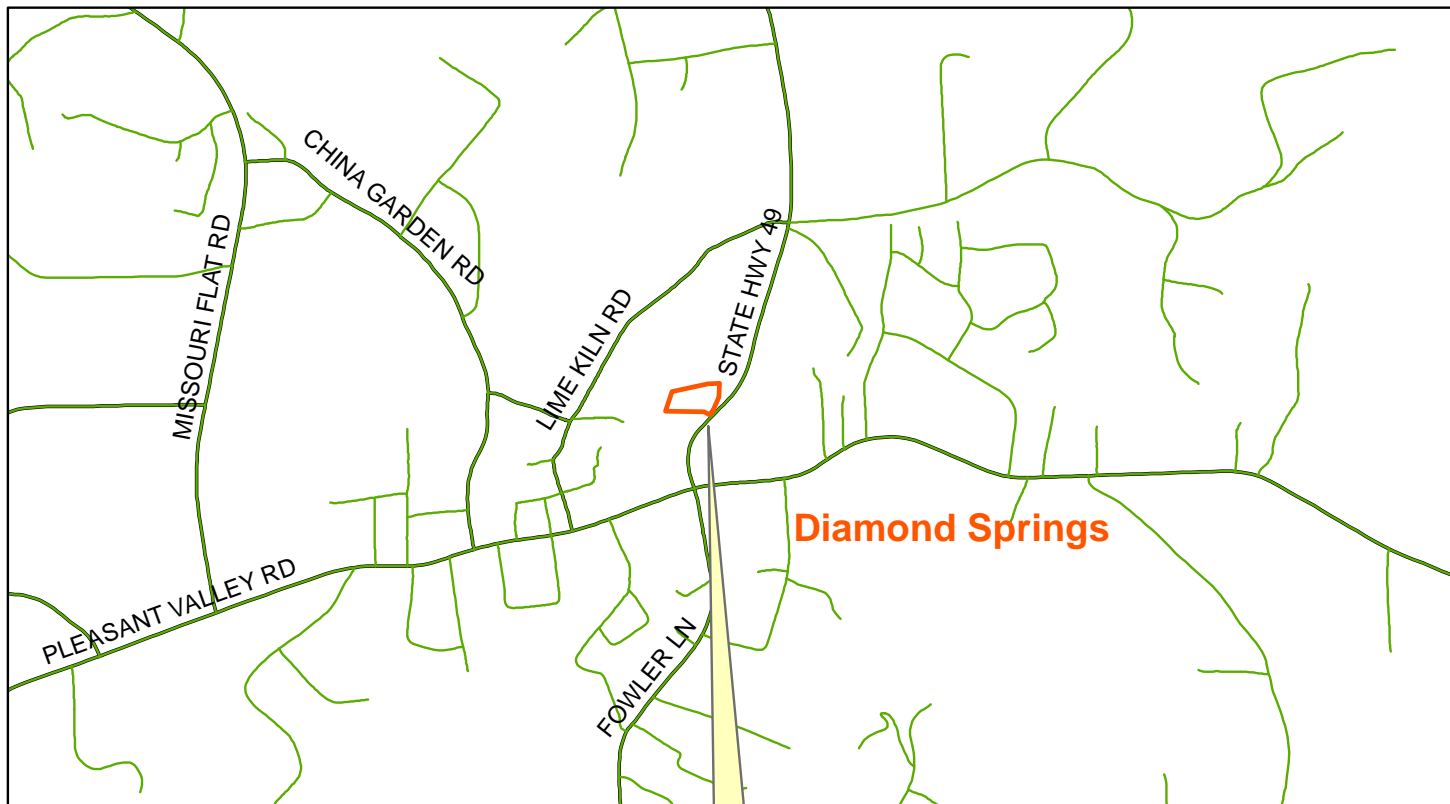 CHINA GARDEN RD
MISSOURI FLAT RD
STATE HWY 49
LIME KILN RD
Diamond Springs
PLEASANT VALLEY RD
FOWLER LN